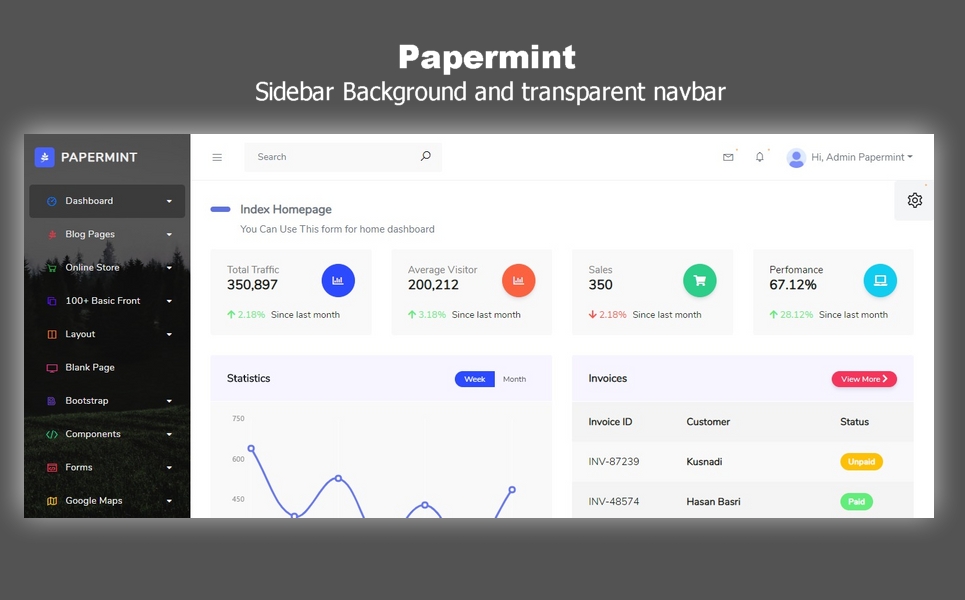 Papermint
Sidebar Background and transparent navbar
PAPERMINT
Search
Hi, Admin Papermint
Dashboard
Blog Pages
Online Store
100+ Basic Front
Layout
Blank Page
Bootstrap
Components
Forms
Google Maps
Index Homepage
You Can Use This form for home dashboard
Total Traffic
350,897
2.18% Since last month
Average Visitor
200,212
3.18% Since last month
Sales
350
2.18% Since last month
Perfomance
67.12%
28.12% Since last month
Statistics
Week Month
750
600
450
Invoices
View More
Invoice ID Customer Status
INV-87239 Kusnadi Unpaid
INV-48574 Hasan Basri Paid